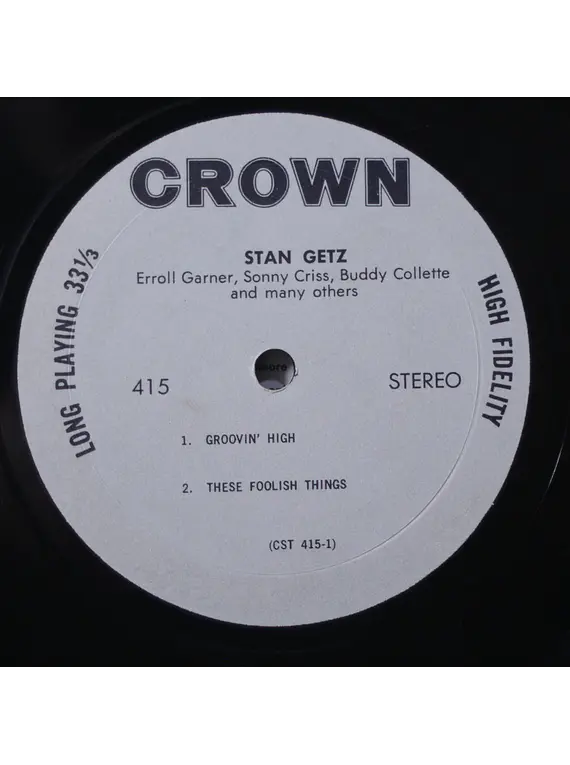 CROWN
STAN GETZ
Erroll Garner, Sonny Criss, Buddy Collette
and many others
LONG PLAYING 33⅓
HIGH FIDELITY
415
STEREO
1. GROOVIN' HIGH
2. THESE FOOLISH THINGS
(CST 415-1)